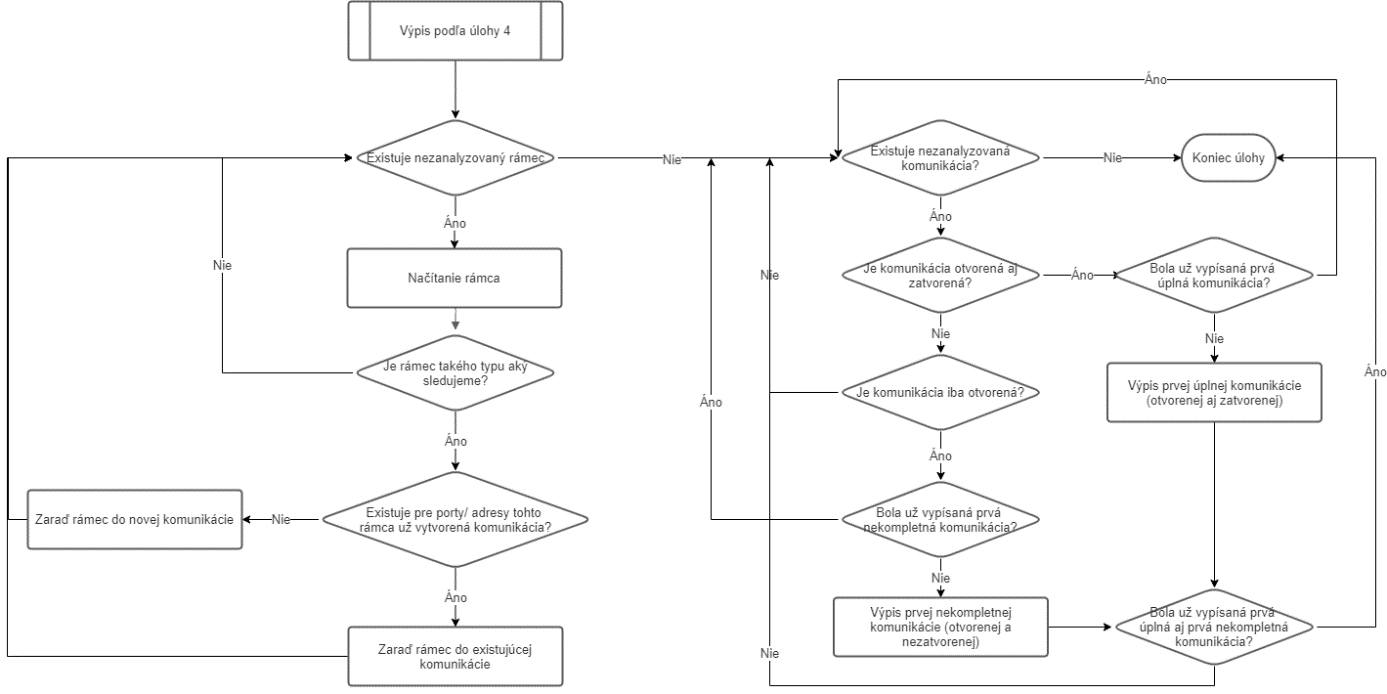 Výpis podľa úlohy 4
Áno
Existuje nezanalyzovaný rámec
Nie
Existuje nezanalyzovaná
komunikácia?
Nie
Koniec úlohy
Áno
Áno
Načítanie rámca
Nie
Nie
Je komunikácia otvorená aj
zatvorená?
Áno
Bola už vypísaná prvá
úplná komunikácia?
Nie
Nie
Je rámec takého typu aký
sledujeme?
Je komunikácia iba otvorená?
Výpis prvej úplnej komunikácie
(otvorenej aj zatvorenej)
Áno
Áno
Áno
Áno
Zaraď rámec do novej komunikácie
Nie
Existuje pre porty/ adresy tohto
rámca už vytvorená komunikácia?
Bola už vypísaná prvá
nekompletná komunikácia?
Áno
Nie
Výpis prvej nekompletnej
komunikácie (otvorenej a
nezatvorenej)
Bola už vypísaná prvá
úplná aj prvá nekompletná
komunikácia?
Zaraď rámec do existujúcej
komunikácie
Nie